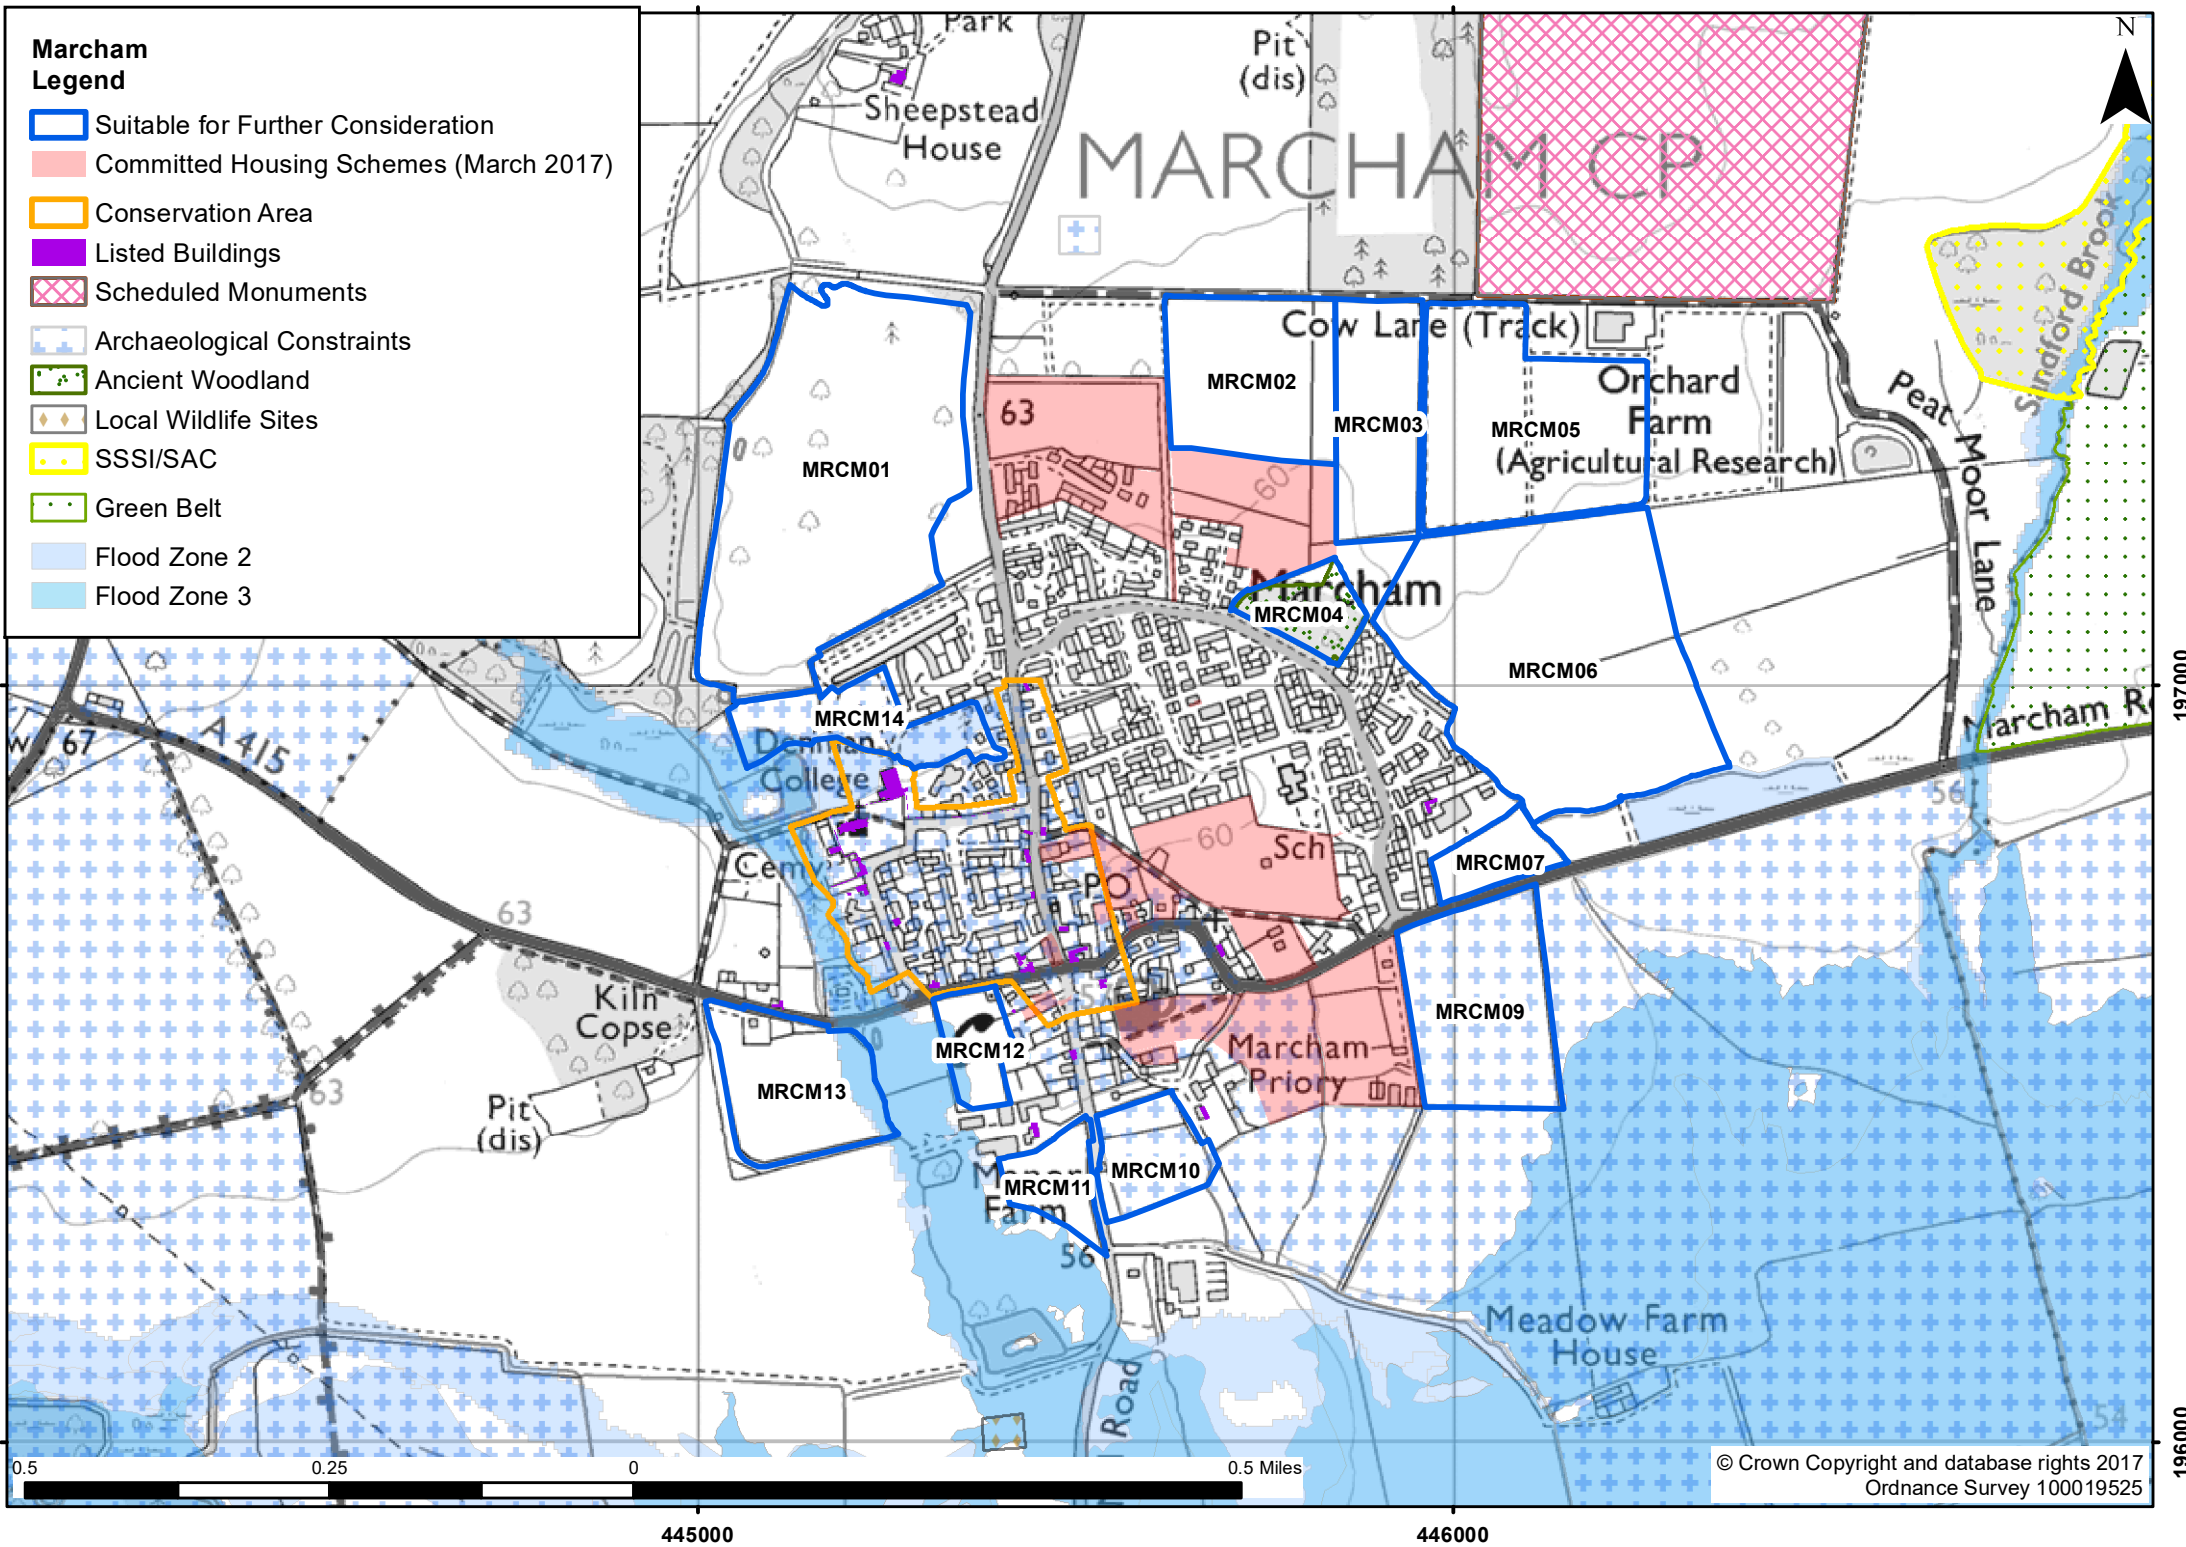 Marcham
Legend
Suitable for Further Consideration
Committed Housing Schemes (March 2017)
Conservation Area
Listed Buildings
Scheduled Monuments
Archaeological Constraints
Ancient Woodland
Local Wildlife Sites
SSSI/SAC
Green Belt
Flood Zone 2
Flood Zone 3
N
Park
Sheepstead
House
Pit
(dis)
MARCHAM CP
Sandford Brook
Cow Lane (Track)
Orchard
Farm
(Agricultural Research)
Peat Moor Lane
MRCM01
MRCM02
MRCM03
MRCM05
63
60
Marcham
MRCM04
MRCM06
197000
Marcham R
A 415
67
MRCM14
Denman
College
56
60
Sch
MRCM07
Cemy
PO
63
Kiln
Copse
MRCM09
MRCM12
MRCM13
Marcham
Priory
63
Pit
(dis)
MRCM10
MRCM11
Manor
Farm
56
Meadow Farm
House
Road
54
196000
0.5
0.25
0
0.5 Miles
© Crown Copyright and database rights 2017
Ordnance Survey 100019525
445000
446000